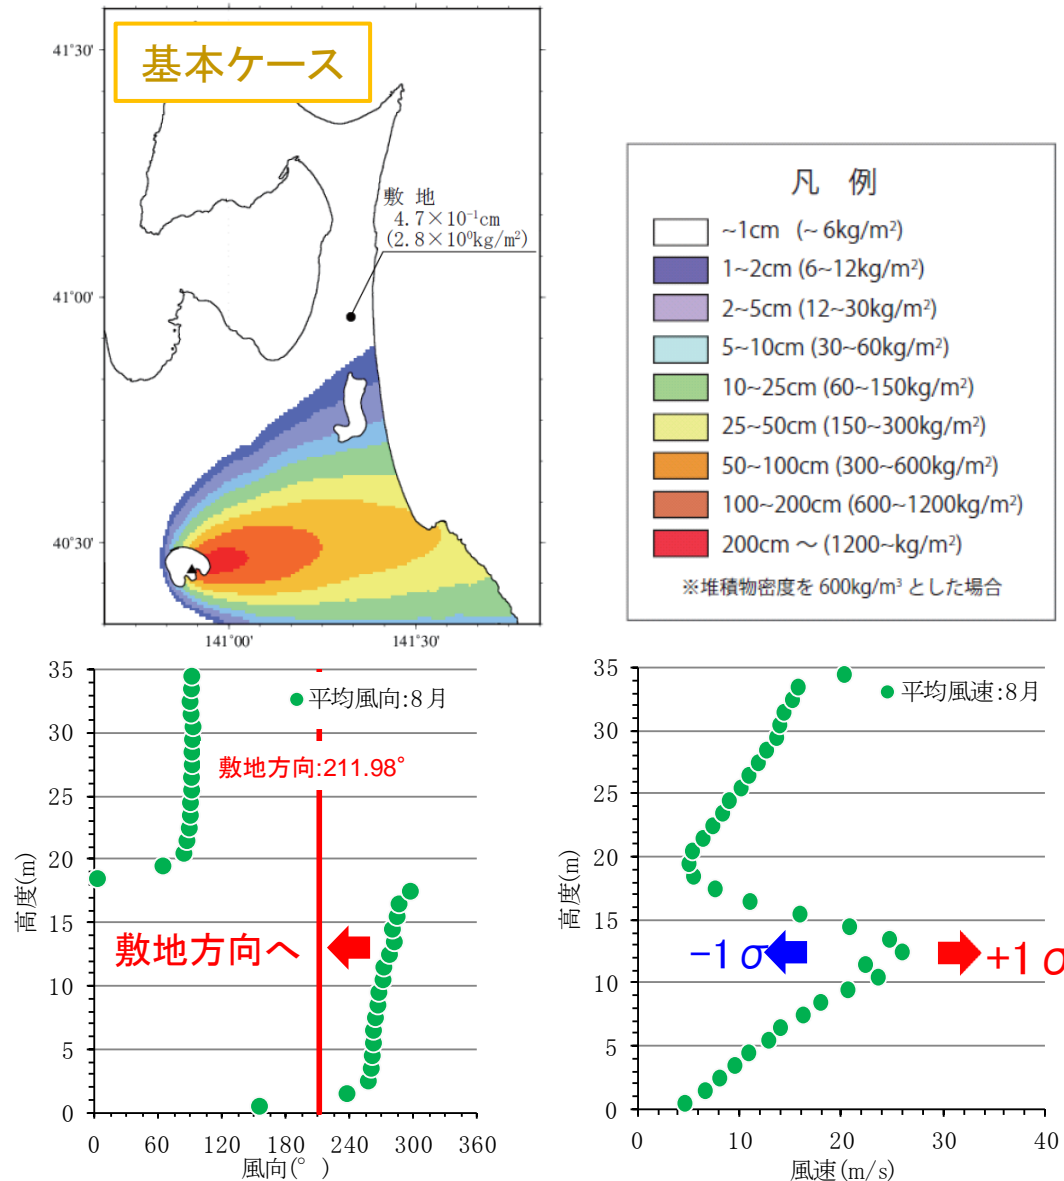 基本ケース
41°30'
41°00'
40°30'
141°00'
141°30'
敷 地
4.7×10⁻¹cm
(2.8×10⁰kg/m²)
凡 例
~1cm (~ 6kg/m²)
1~2cm (6~12kg/m²)
2~5cm (12~30kg/m²)
5~10cm (30~60kg/m²)
10~25cm (60~150kg/m²)
25~50cm (150~300kg/m²)
50~100cm (300~600kg/m²)
100~200cm (600~1200kg/m²)
200cm ～ (1200~kg/m²)
※堆積物密度を 600kg/m³ とした場合
平均風向:8月
敷地方向:211.98°
敷地方向へ
高度(m)
35
30
25
20
15
10
5
0
0 60 120 180 240 300 360
風向(° )
平均風速:8月
−1σ
+1σ
高度(m)
35
30
25
20
15
10
5
0
0 10 20 30 40
風速(m/s)